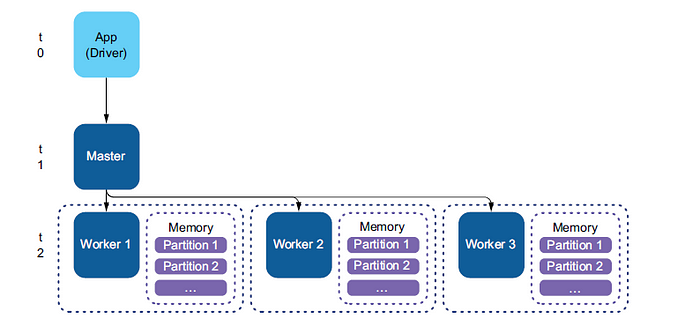 t
0
App
(Driver)
t
1
Master
t
2
Worker 1
Memory
Partition 1
Partition 2
...
Worker 2
Memory
Partition 1
Partition 2
...
Worker 3
Memory
Partition 1
Partition 2
...